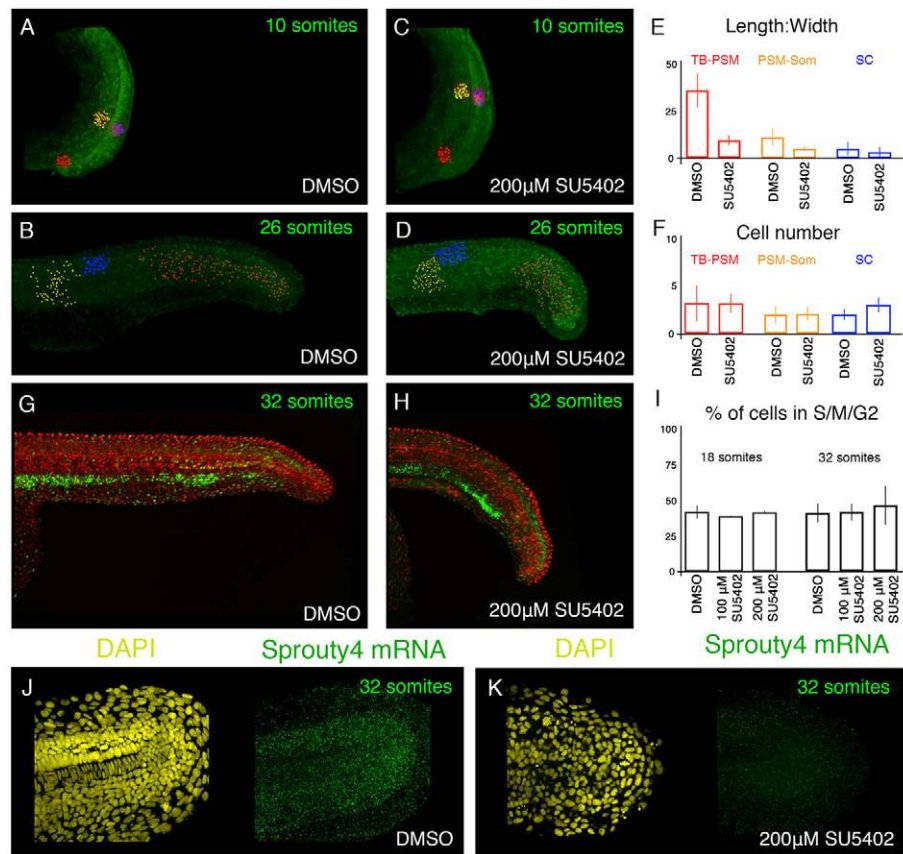 A
10 somites
DMSO
C
10 somites
200µM SU5402
E
Length:Width
TB-PSM
PSM-Som
SC
50
25
0
DMSO
SU5402
DMSO
SU5402
DMSO
SU5402
B
26 somites
DMSO
D
26 somites
200µM SU5402
F
Cell number
TB-PSM
PSM-Som
SC
10
5
0
DMSO
SU5402
DMSO
SU5402
DMSO
SU5402
G
32 somites
DMSO
H
32 somites
200µM SU5402
I
% of cells in S/M/G2
100
75
50
25
0
18 somites
32 somites
DMSO
100 µM
SU5402
200 µM
SU5402
DMSO
100 µM
SU5402
200 µM
SU5402
DAPI
Sprouty4 mRNA
DAPI
Sprouty4 mRNA
J
32 somites
DMSO
K
32 somites
200µM SU5402